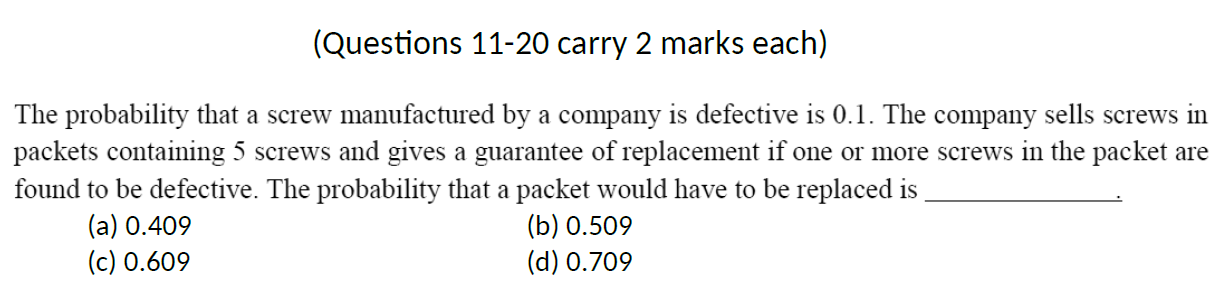 (Questions 11-20 carry 2 marks each)
The probability that a screw manufactured by a company is defective is 0.1. The company sells screws in
packets containing 5 screws and gives a guarantee of replacement if one or more screws in the packet are
found to be defective. The probability that a packet would have to be replaced is ______________.
(a) 0.409 (b) 0.509
(c) 0.609 (d) 0.709